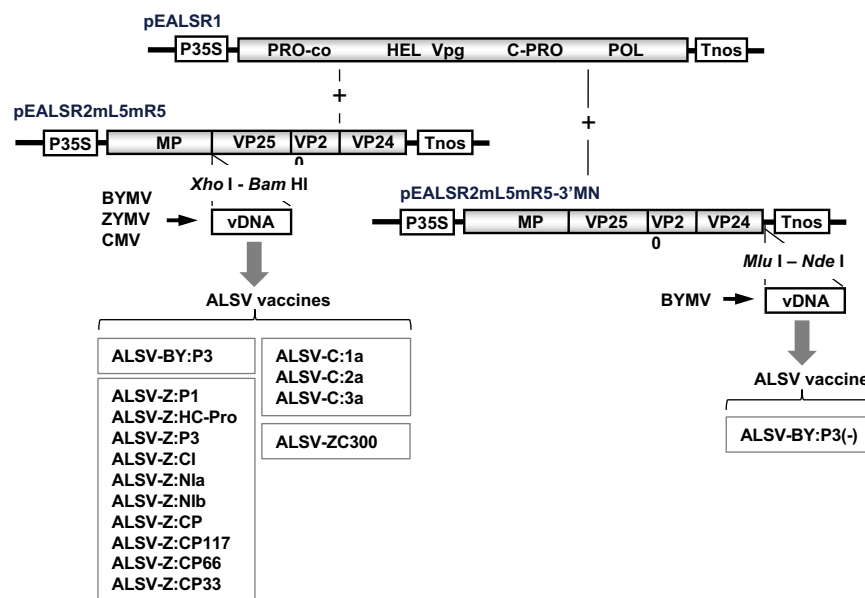 pEALSR1
P35S PRO-co HEL Vpg C-PRO POL Tnos
+
+
pEALSR2mL5mR5
P35S MP VP25 VP2 VP24 Tnos
0
Xho I - Bam HI
BYMV
ZYMV
CMV
vDNA
ALSV vaccines
ALSV-BY:P3
ALSV-Z:P1
ALSV-Z:HC-Pro
ALSV-Z:P3
ALSV-Z:CI
ALSV-Z:NIa
ALSV-Z:NIb
ALSV-Z:CP
ALSV-Z:CP117
ALSV-Z:CP66
ALSV-Z:CP33
ALSV-C:1a
ALSV-C:2a
ALSV-C:3a
ALSV-ZC300
pEALSR2mL5mR5-3’MN
P35S MP VP25 VP2 VP24 Tnos
0
Mlu I – Nde I
BYMV
vDNA
ALSV vaccine
ALSV-BY:P3(-)